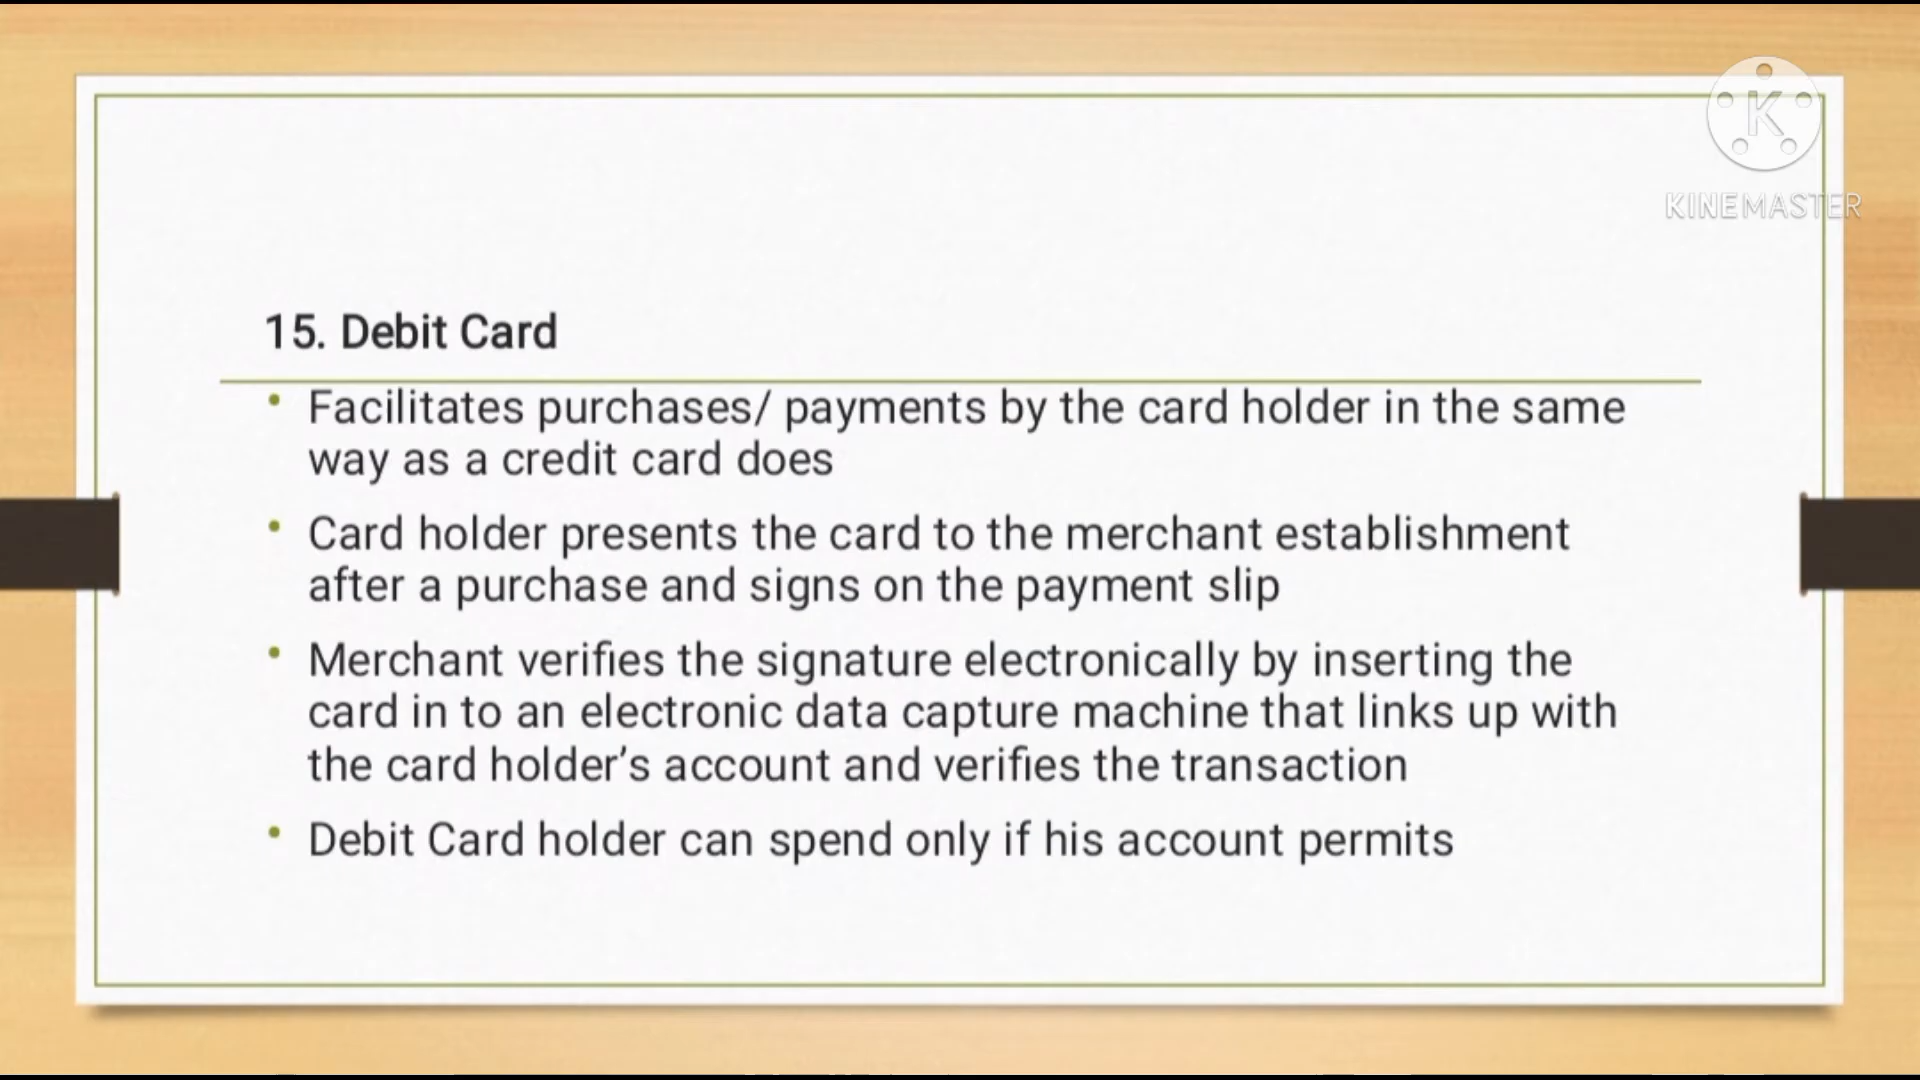 K
KINEMASTER
15. Debit Card
• Facilitates purchases/ payments by the card holder in the same
way as a credit card does
• Card holder presents the card to the merchant establishment
after a purchase and signs on the payment slip
• Merchant verifies the signature electronically by inserting the
card in to an electronic data capture machine that links up with
the card holder’s account and verifies the transaction
• Debit Card holder can spend only if his account permits